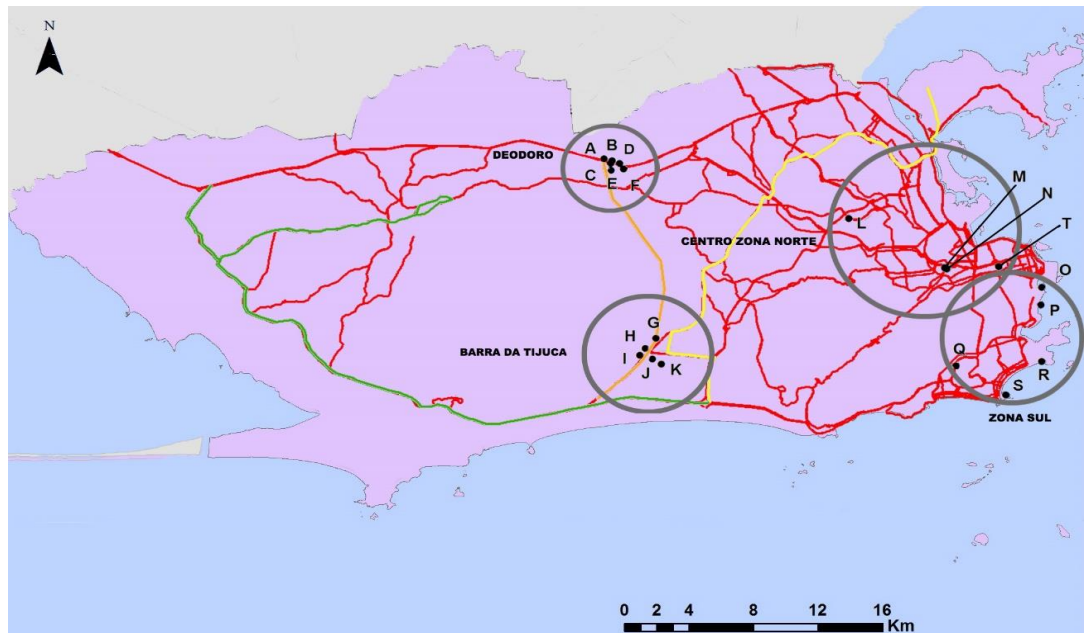 N
DEODORO
A
B
D
C
E
F
M
N
L
CENTRO ZONA NORTE
T
O
P
G
H
BARRA DA TIJUCA
I
J
K
Q
R
S
ZONA SUL
0 2 4 8 12 16
Km